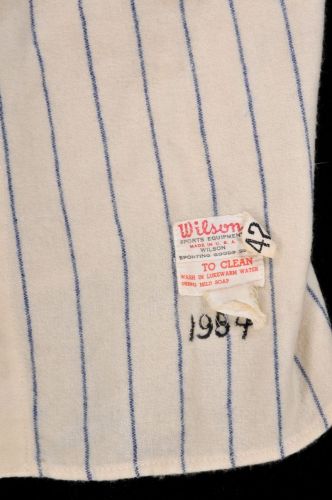 Wilson
SPORTS EQUIPMENT
MADE IN U.S.A.
WILSON
SPORTING GOODS
TO CLEAN
WASH IN LUKEWARM WATER
USING MILD SOAP
42
1984